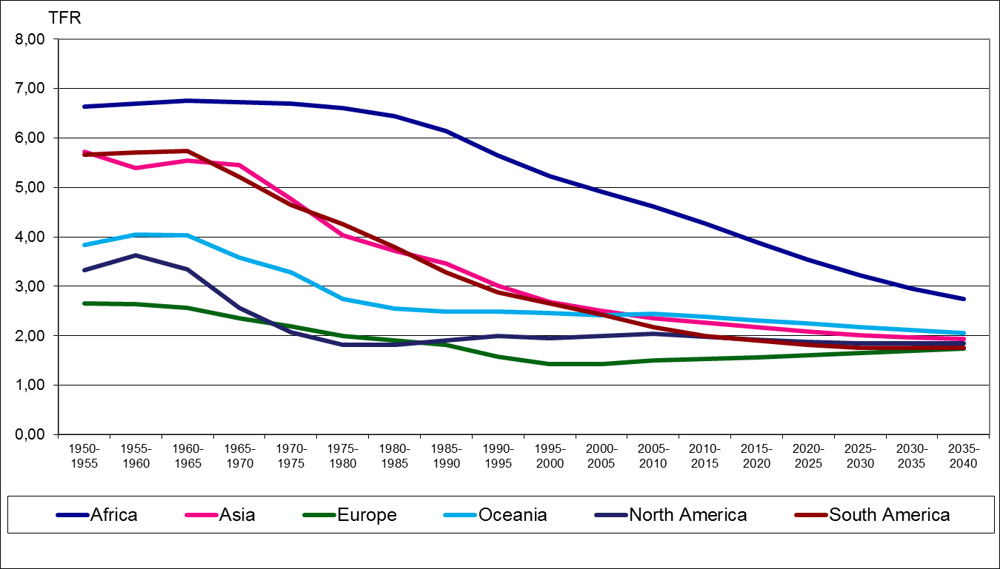 TFR
8,00
7,00
6,00
5,00
4,00
3,00
2,00
1,00
0,00
1950- 1955- 1960- 1965- 1970- 1975- 1980- 1985- 1990- 1995- 2000- 2005- 2010- 2015- 2020- 2025- 2030- 2035-
1955 1960 1965 1970 1975 1980 1985 1990 1995 2000 2005 2010 2015 2020 2025 2030 2035 2040
Africa Asia Europe Oceania North America South America